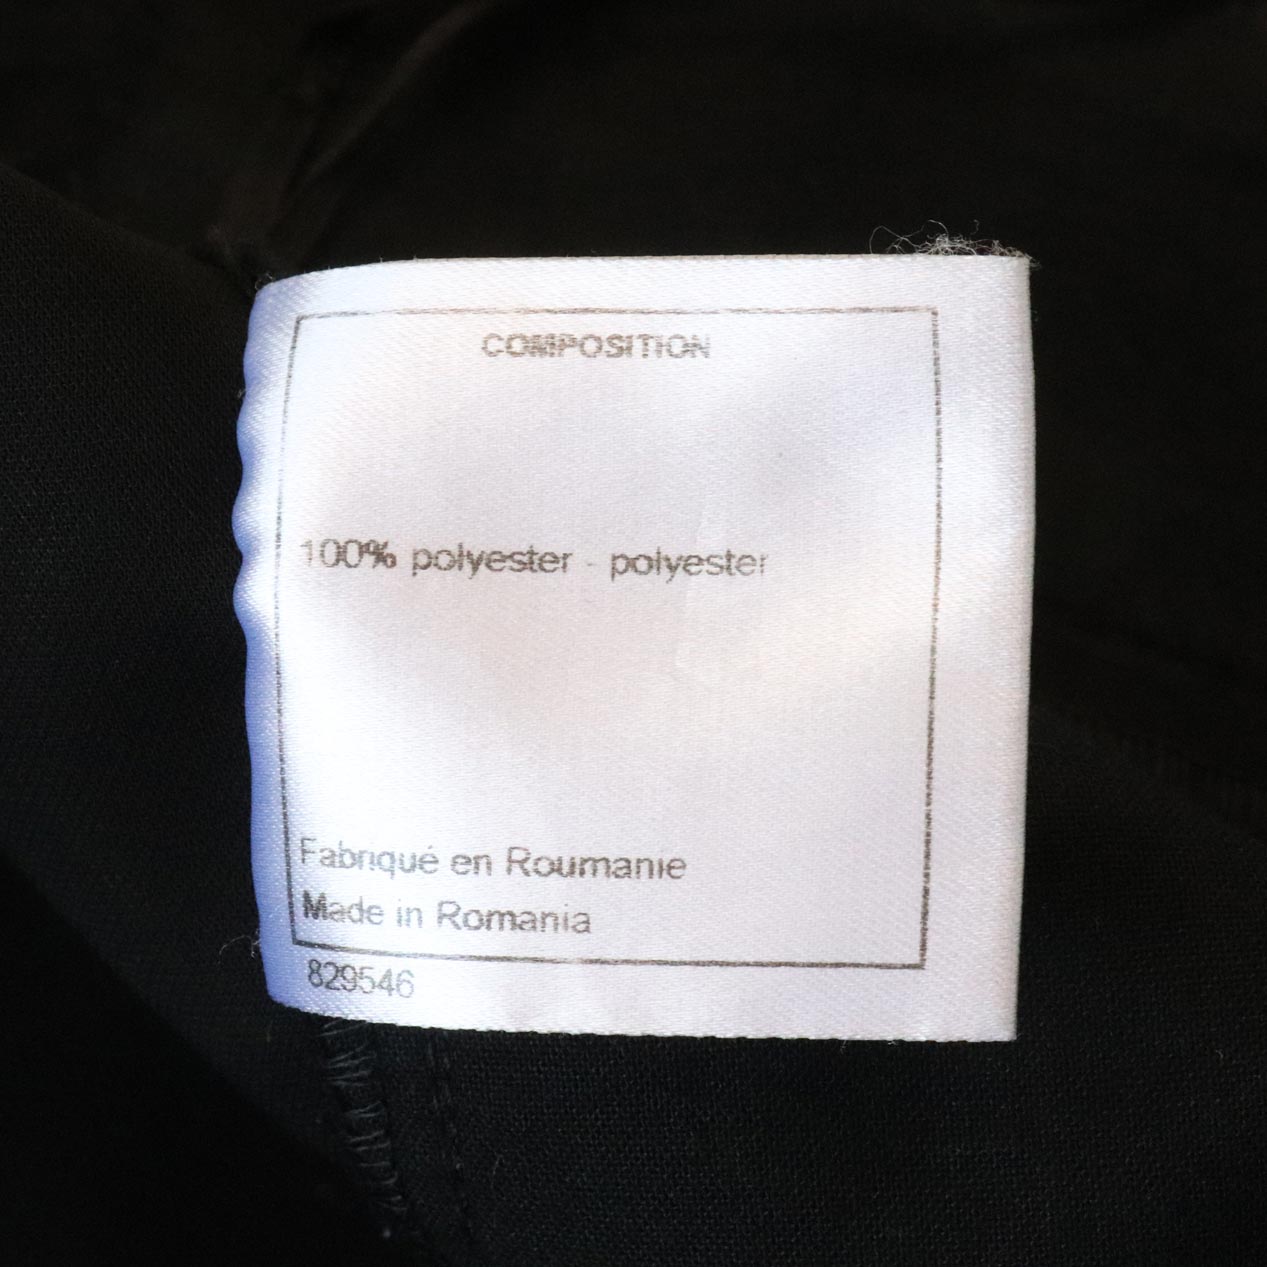 COMPOSITION
100% polyester - polyester
Fabriqué en Roumanie
Made in Romania
829546